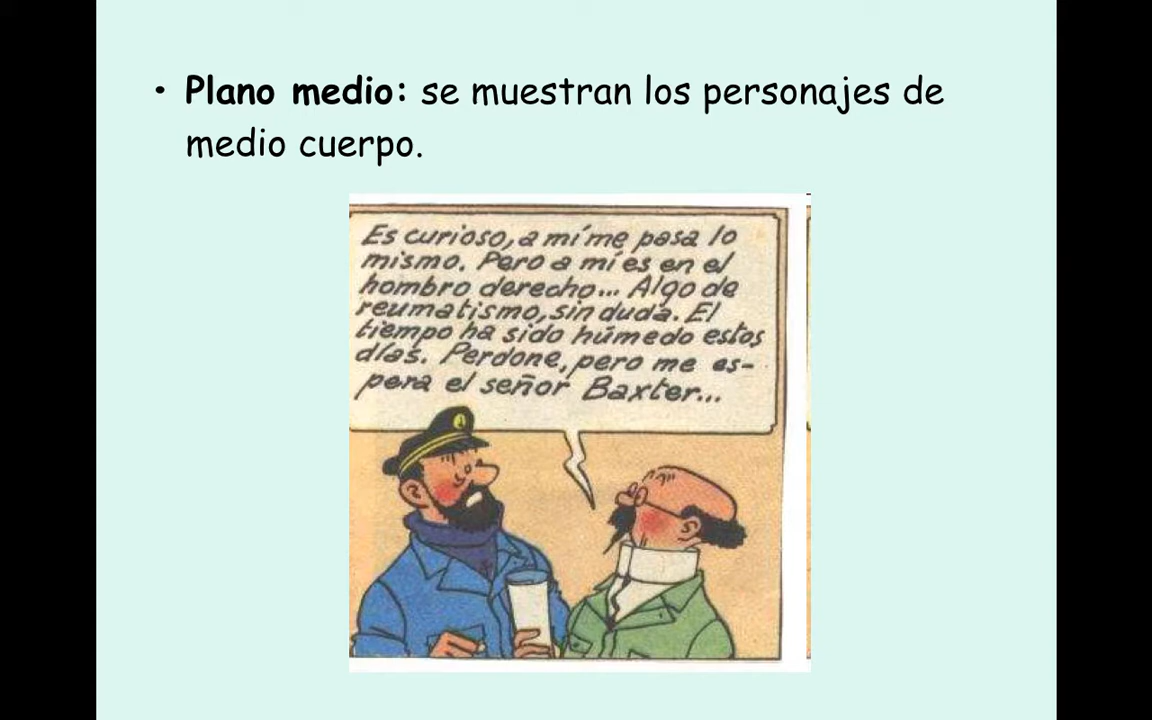 • Plano medio: se muestran los personajes de
medio cuerpo.
Es curioso, a mí me pasa lo
mismo. Pero a mí es en el
hombro derecho... Algo de
reumatismo, sin duda. El
tiempo ha sido húmedo estos
días. Perdone, pero me es-
pera el señor Baxter...